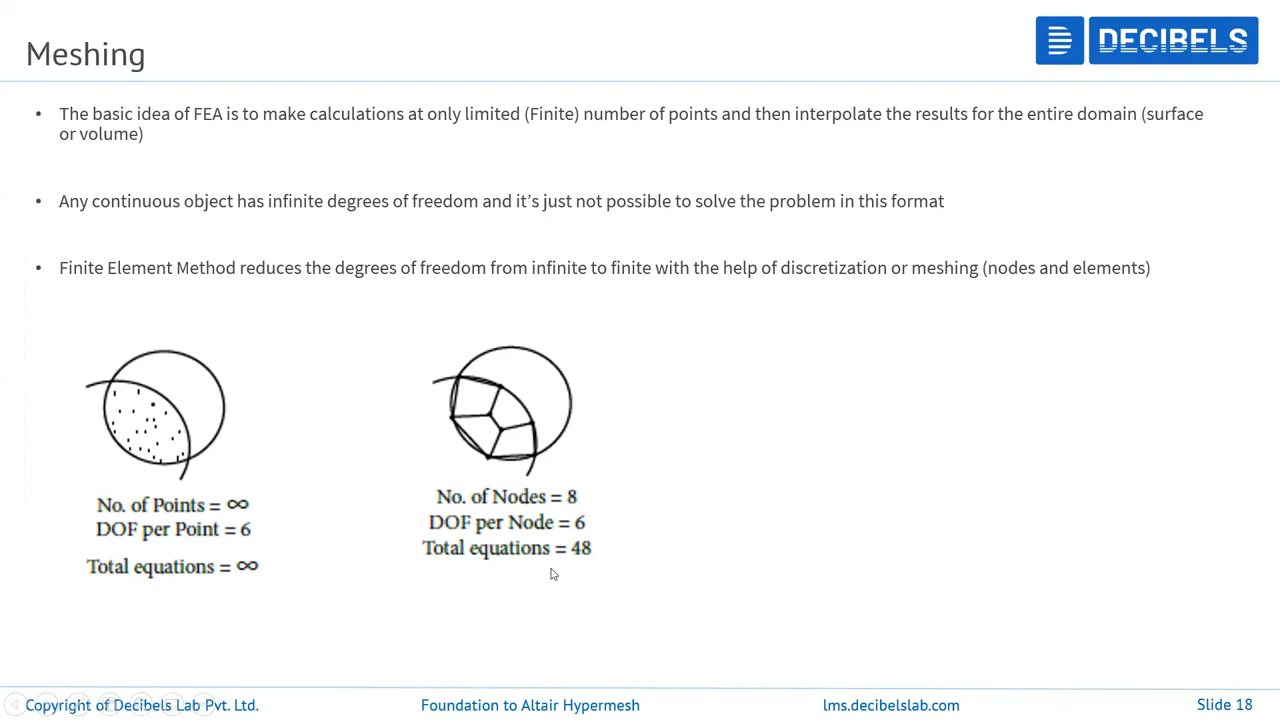 Meshing
DECIBELS
• The basic idea of FEA is to make calculations at only limited (Finite) number of points and then interpolate the results for the entire domain (surface
or volume)
• Any continuous object has infinite degrees of freedom and it's just not possible to solve the problem in this format
• Finite Element Method reduces the degrees of freedom from infinite to finite with the help of discretization or meshing (nodes and elements)
No. of Points = ∞
DOF per Point = 6
Total equations = ∞
No. of Nodes = 8
DOF per Node = 6
Total equations = 48
Copyright of Decibels Lab Pvt. Ltd.
Foundation to Altair Hypermesh
lms.decibelslab.com
Slide 18